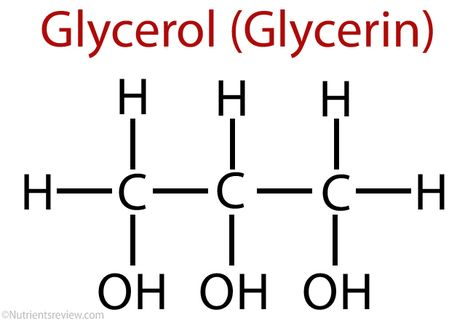 Glycerol (Glycerin)
H H H
H C C C H
OH OH OH
©Nutrientsreview.com